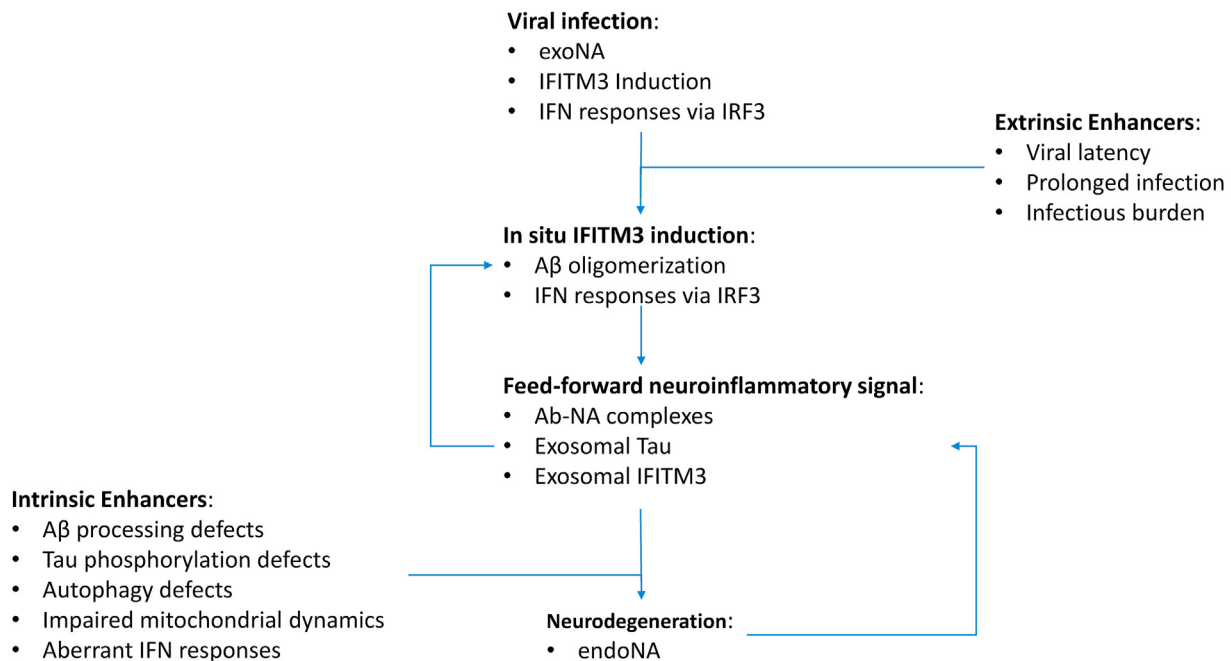 Viral infection:
• exoNA
• IFITM3 Induction
• IFN responses via IRF3
Extrinsic Enhancers:
• Viral latency
• Prolonged infection
• Infectious burden
In situ IFITM3 induction:
• Aβ oligomerization
• IFN responses via IRF3
Feed-forward neuroinflammatory signal:
• Ab-NA complexes
• Exosomal Tau
• Exosomal IFITM3
Intrinsic Enhancers:
• Aβ processing defects
• Tau phosphorylation defects
• Autophagy defects
• Impaired mitochondrial dynamics
• Aberrant IFN responses
Neurodegeneration:
• endoNA